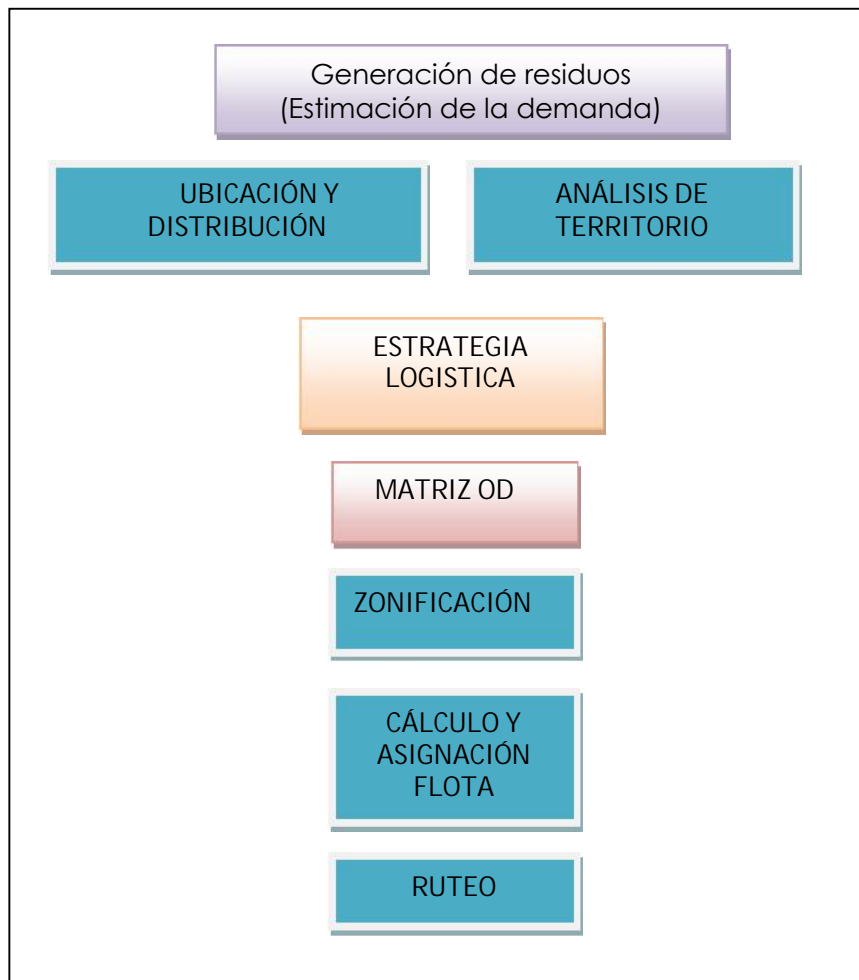 Generación de residuos
(Estimación de la demanda)
UBICACIÓN Y
DISTRIBUCIÓN
ANÁLISIS DE
TERRITORIO
ESTRATEGIA
LOGISTICA
MATRIZ OD
ZONIFICACIÓN
CÁLCULO Y
ASIGNACIÓN
FLOTA
RUTEO